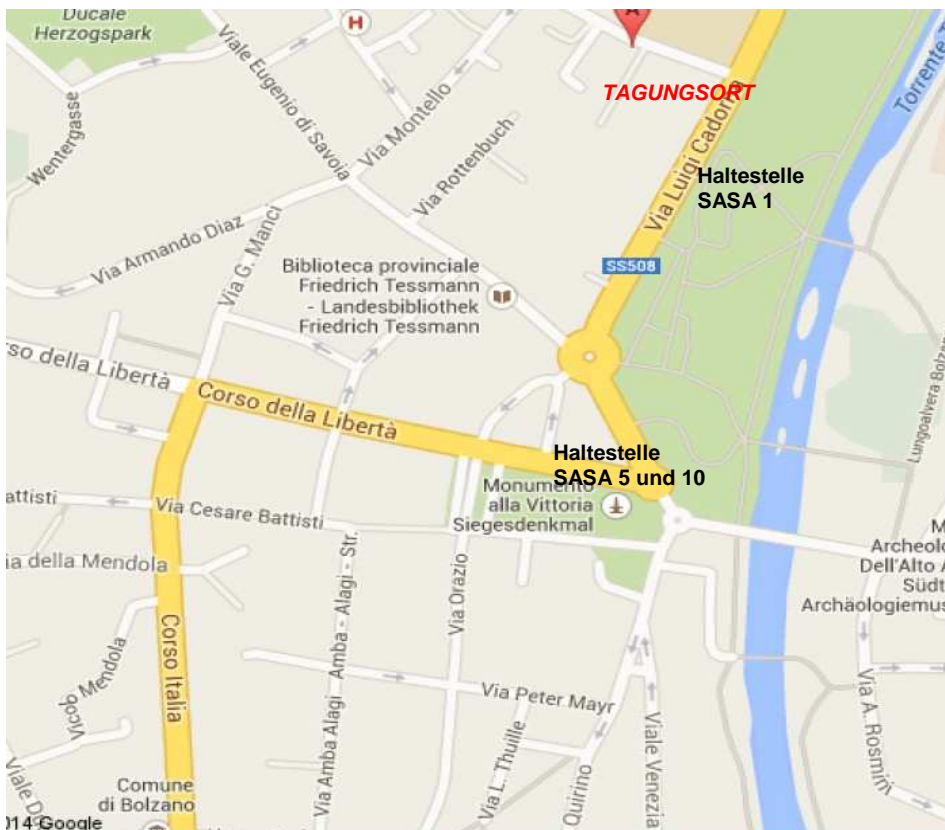 Ducale
Herzogspark
H
A
Viale Eugenio di Savoia
Wentergasse
Via Montello
TAGUNGSORT
Torrente T
Via Rottenbuch
Via Luigi Cadorna
Haltestelle
SASA 1
Via Armando Diaz
Via G. Manci
SS508
Biblioteca provinciale
Friedrich Tessmann
- Landesbibliothek
Friedrich Tessmann
rso della Libertà
Corso della Libertà
Lungoalvera Bolzan
Haltestelle
SASA 5 und 10
Monumento
alla Vittoria
Siegesdenkmal
attisti
Via Cesare Battisti
ia della Mendola
M
Archeolo
Dell'Alto A
Südt
Archäologiemus
Via Orazio
Via Amba Alagi - Amba - Alagi - Str.
Corso Italia
Vicolo Mendola
Via Peter Mayr
Via A. Rosmini
Viale Venezia
Via L. Thuille
Quirino
Viale D
Comune
di Bolzano
014 Google